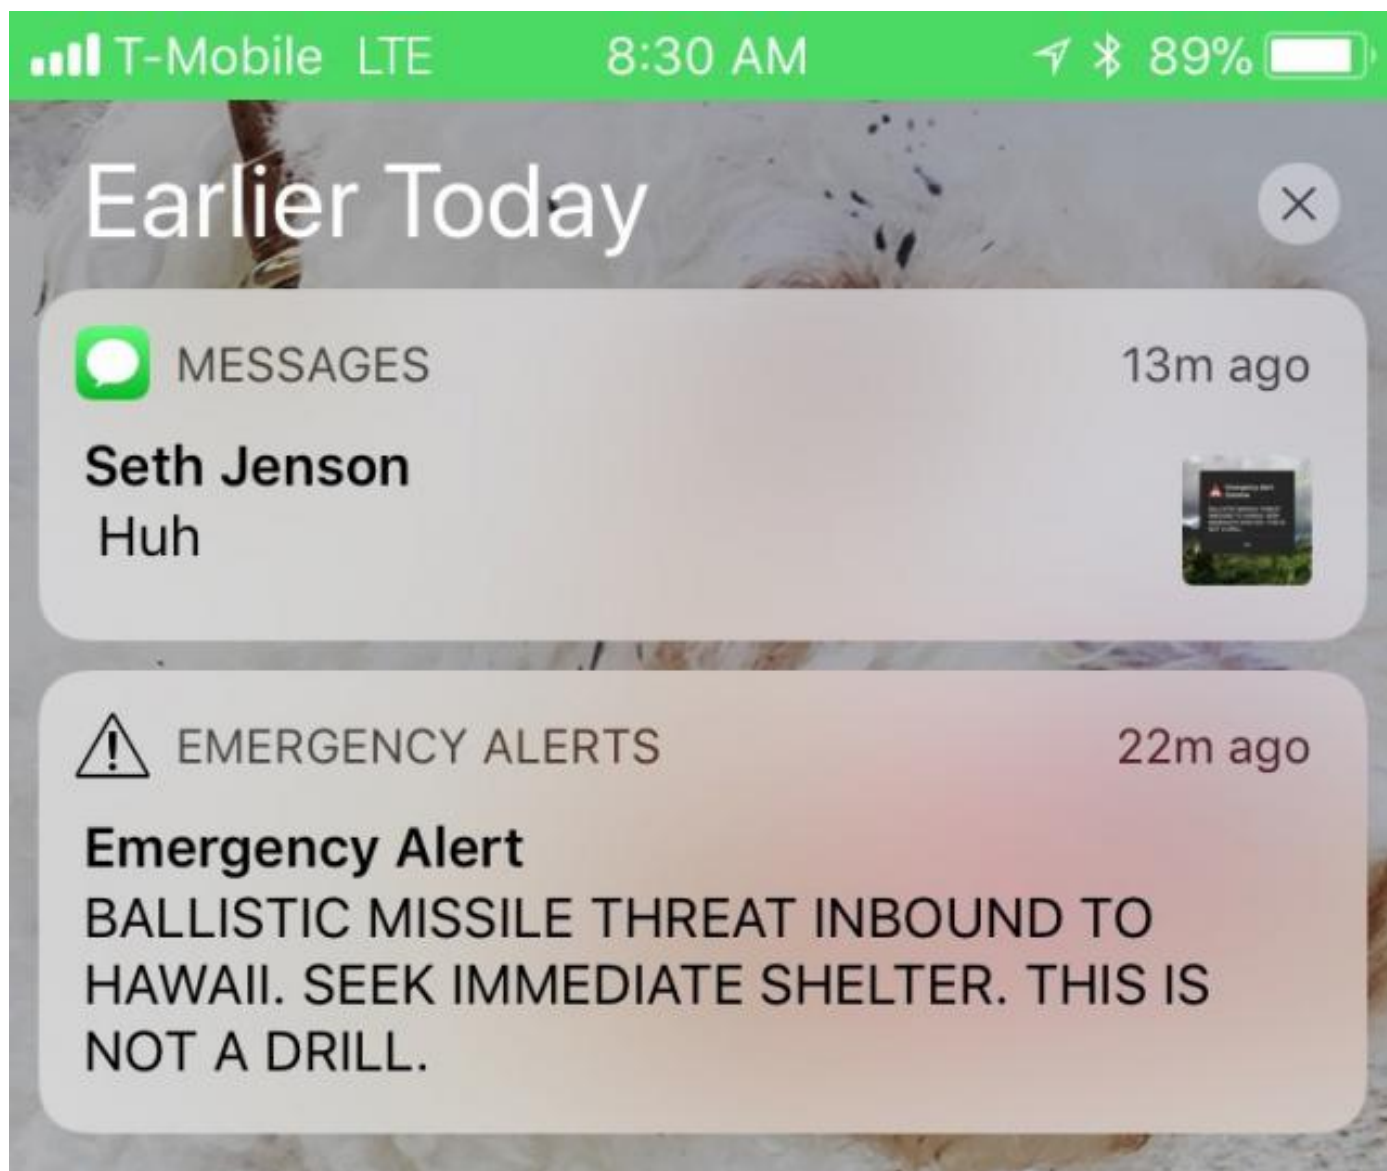 T-Mobile LTE 8:30 AM 89%
Earlier Today
MESSAGES 13m ago
Seth Jenson
Huh
EMERGENCY ALERTS 22m ago
Emergency Alert
BALLISTIC MISSILE THREAT INBOUND TO
HAWAII. SEEK IMMEDIATE SHELTER. THIS IS
NOT A DRILL.